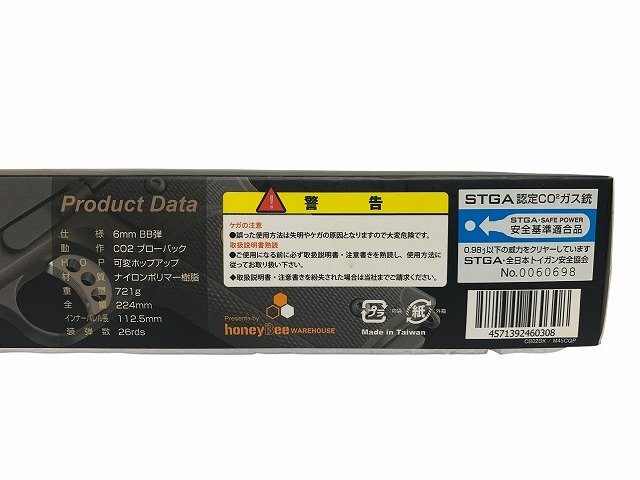 Product Data
仕様 6mm BB弾
動作 CO2 ブローバック
HOP 可変ホップアップ
材質 ナイロンポリマー樹脂
重量 721g
全長 224mm
インナーバレル長 112.5mm
装弾数 26rds
警告
ケガの注意
●誤った使用方法は失明やケガの原因となりますので大変危険です。
取扱説明書熟読
●ご使用になる前に必ず取扱説明書・注意書きを熟読し、使用方法に
従ってお取り扱い下さい。
◆取扱説明書・注意書きを紛失された場合は当社までご請求ください。
Presents by
honeyBee WAREHOUSE
プラ 内袋 紙 外箱
Made in Taiwan
STGA 認定CO²ガス銃
STGA・SAFE POWER
安全基準適合品
0.98j以下の威力をクリヤーしています
STGA・全日本トイガン安全協会
No.0060698
4571392460308
CB02BK / M45CQP